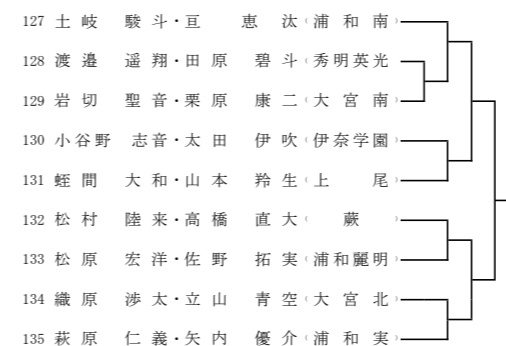 127 土岐 駿斗・亘 恵汰（浦和南）
128 渡邉 遥翔・田原 碧斗（秀明英光）
129 岩切 聖音・栗原 康二（大宮南）
130 小谷野 志音・太田 伊吹（伊奈学園）
131 蛭間 大和・山本 羚生（上尾）
132 松村 陸来・高橋 直大（蕨）
133 松原 宏洋・佐野 拓実（浦和麗明）
134 織原 渉太・立山 青空（大宮北）
135 萩原 仁義・矢内 優介（浦和実）